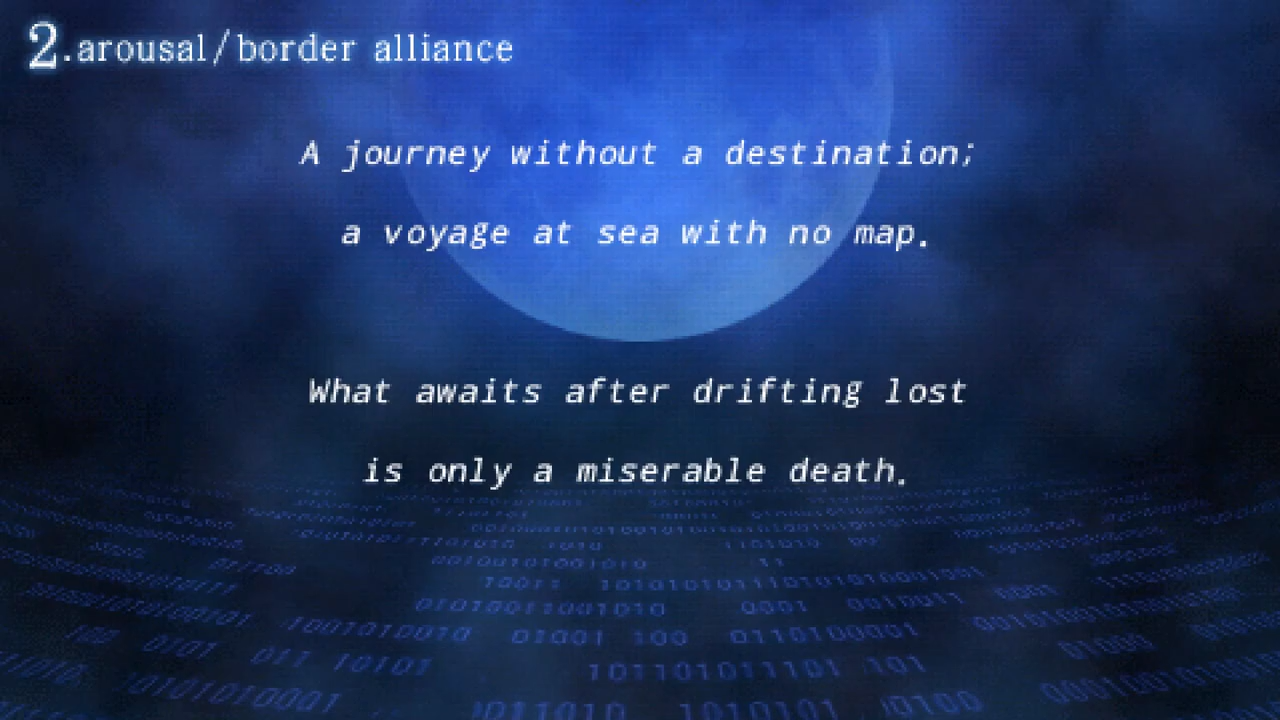 2.arousal/border alliance
A journey without a destination;
a voyage at sea with no map.
What awaits after drifting lost
is only a miserable death.